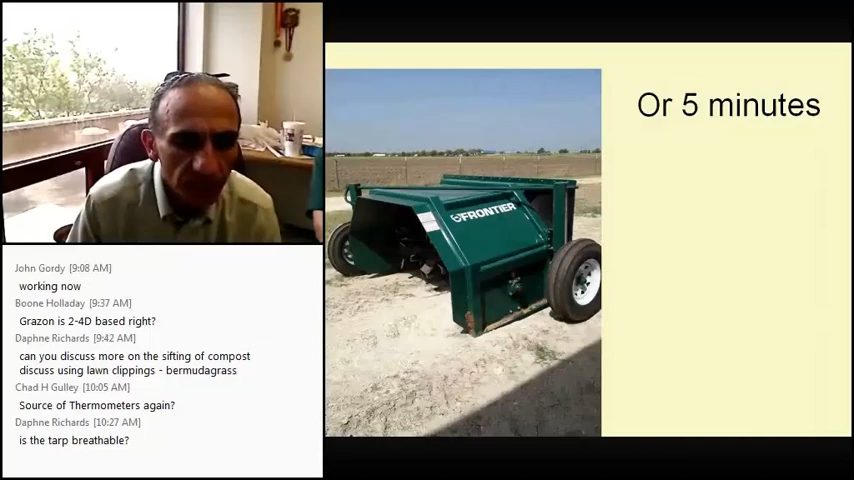 Or 5 minutes
FRONTIER
John Gordy [9:08 AM]
working now
Boone Holladay [9:37 AM]
Grazon is 2-4D based right?
Daphne Richards [9:42 AM]
can you discuss more on the sifting of compost
discuss using lawn clippings - bermudagrass
Chad H Gulley [10:05 AM]
Source of Thermometers again?
Daphne Richards [10:27 AM]
is the tarp breathable?